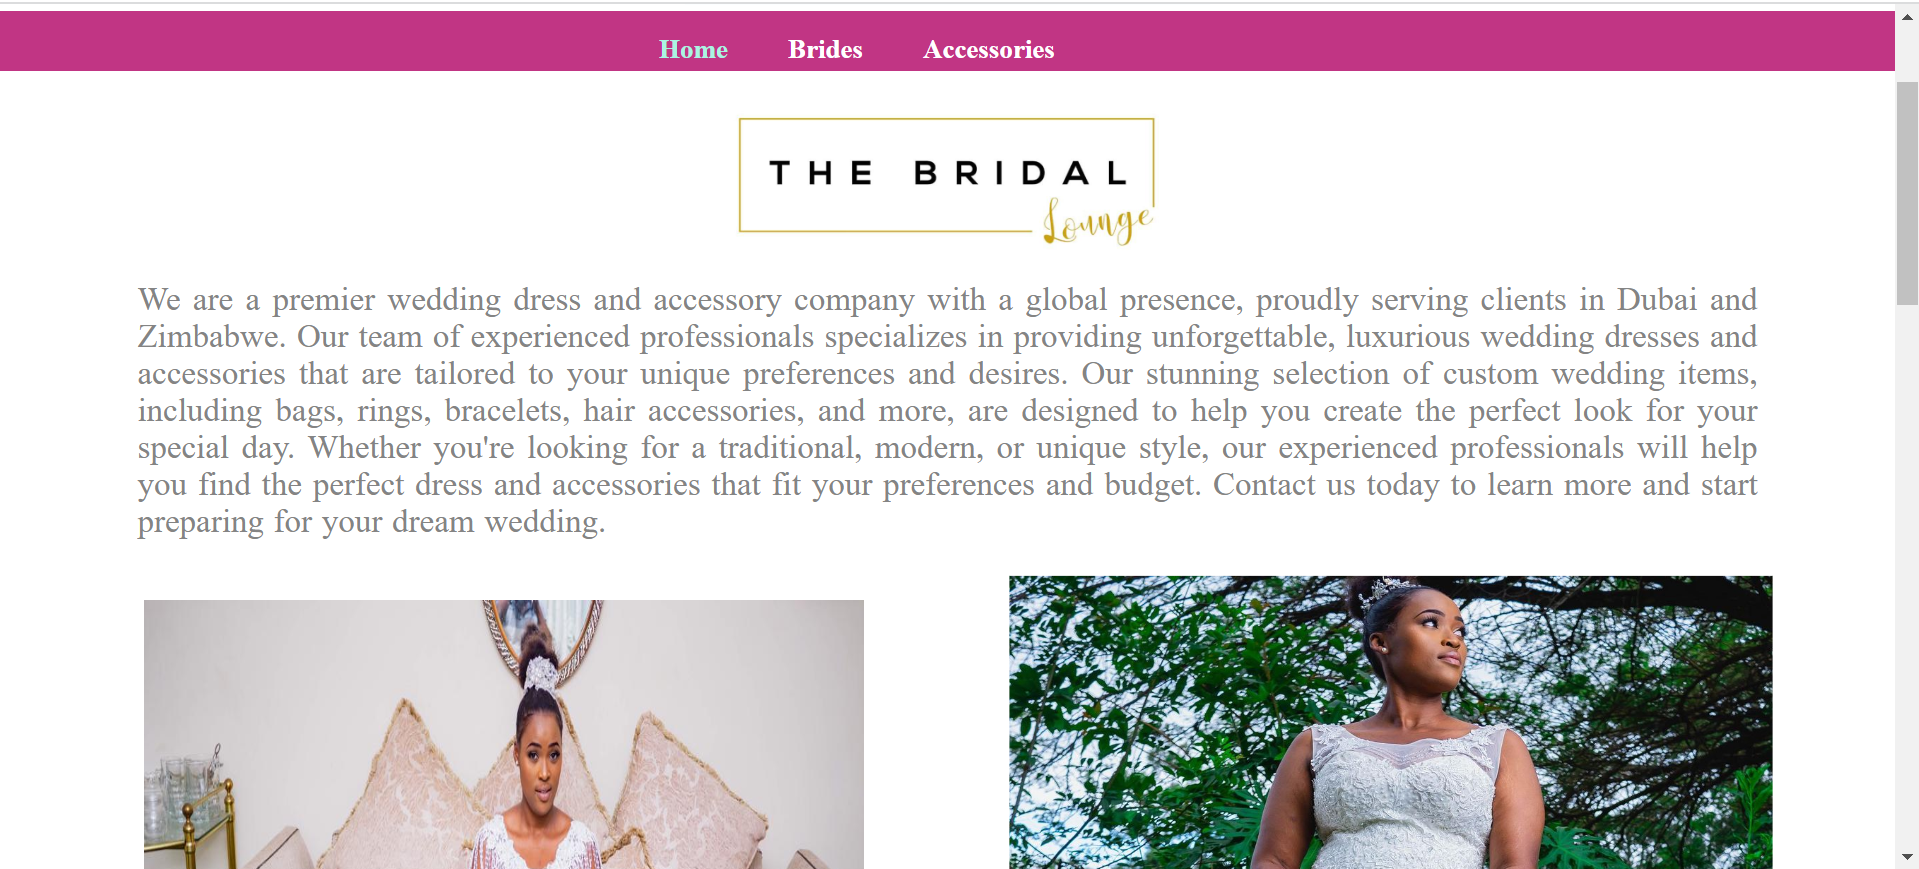 Home Brides Accessories
THE BRIDAL
Lounge
We are a premier wedding dress and accessory company with a global presence, proudly serving clients in Dubai and
Zimbabwe. Our team of experienced professionals specializes in providing unforgettable, luxurious wedding dresses and
accessories that are tailored to your unique preferences and desires. Our stunning selection of custom wedding items,
including bags, rings, bracelets, hair accessories, and more, are designed to help you create the perfect look for your
special day. Whether you're looking for a traditional, modern, or unique style, our experienced professionals will help
you find the perfect dress and accessories that fit your preferences and budget. Contact us today to learn more and start
preparing for your dream wedding.